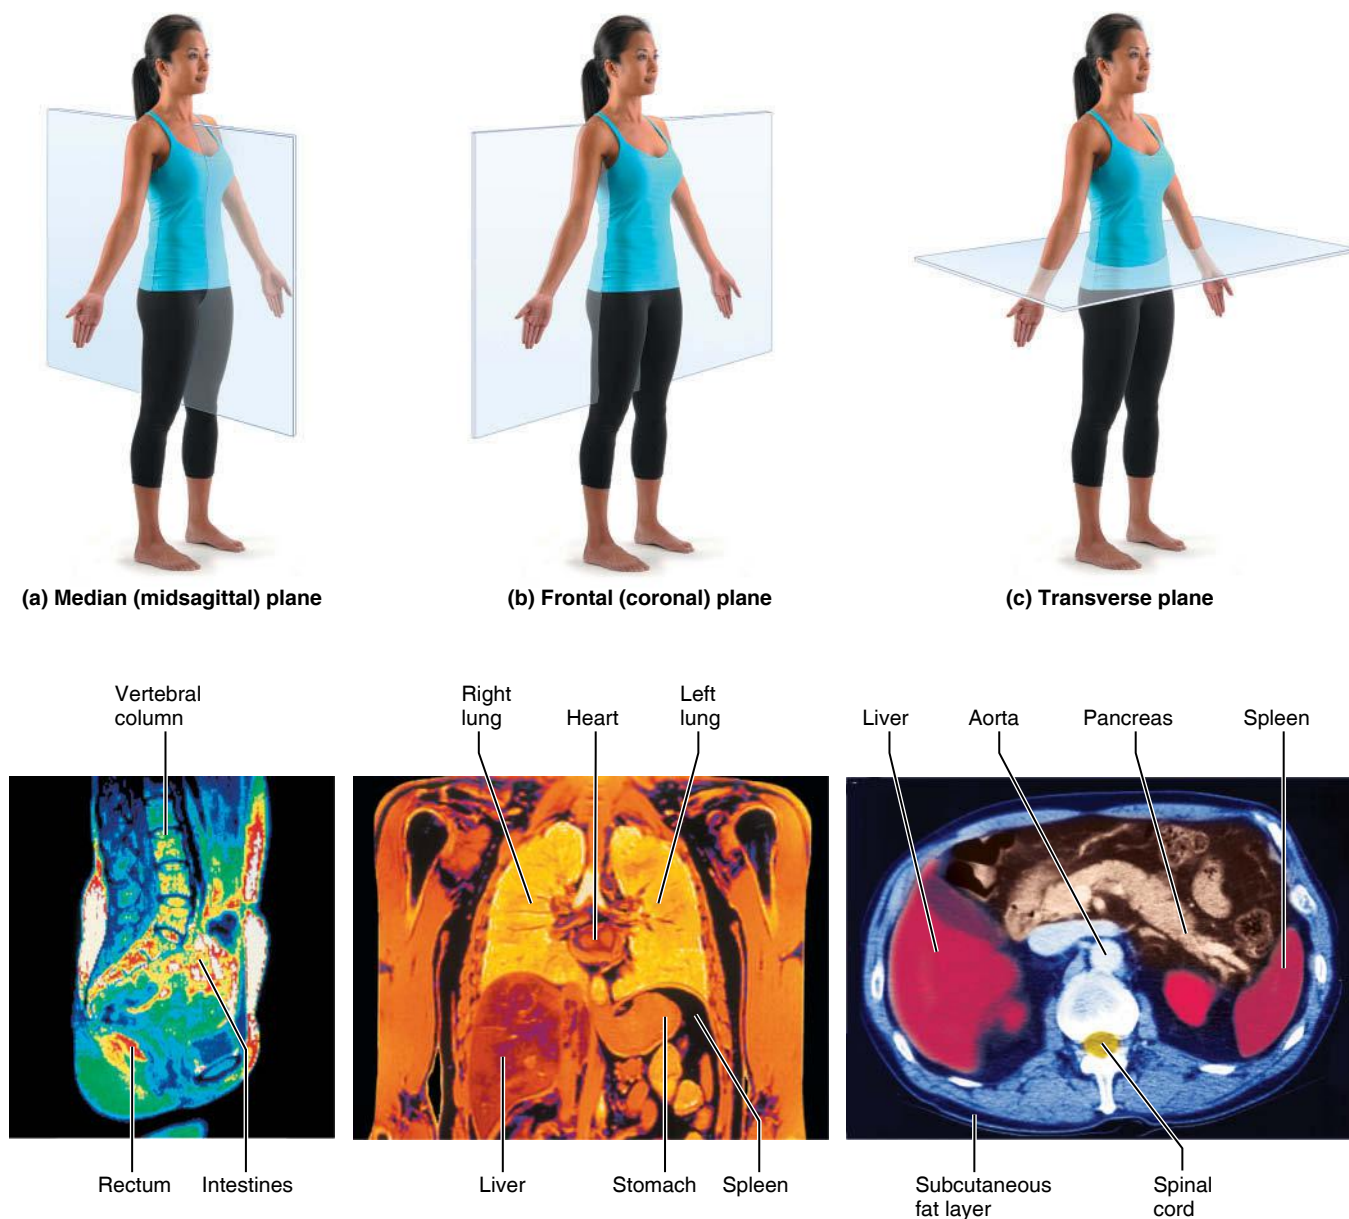 (a) Median (midsagittal) plane
(b) Frontal (coronal) plane
(c) Transverse plane
Vertebral
column
Right
lung
Heart
Left
lung
Liver
Aorta
Pancreas
Spleen
Rectum
Intestines
Liver
Stomach
Spleen
Subcutaneous
fat layer
Spinal
cord